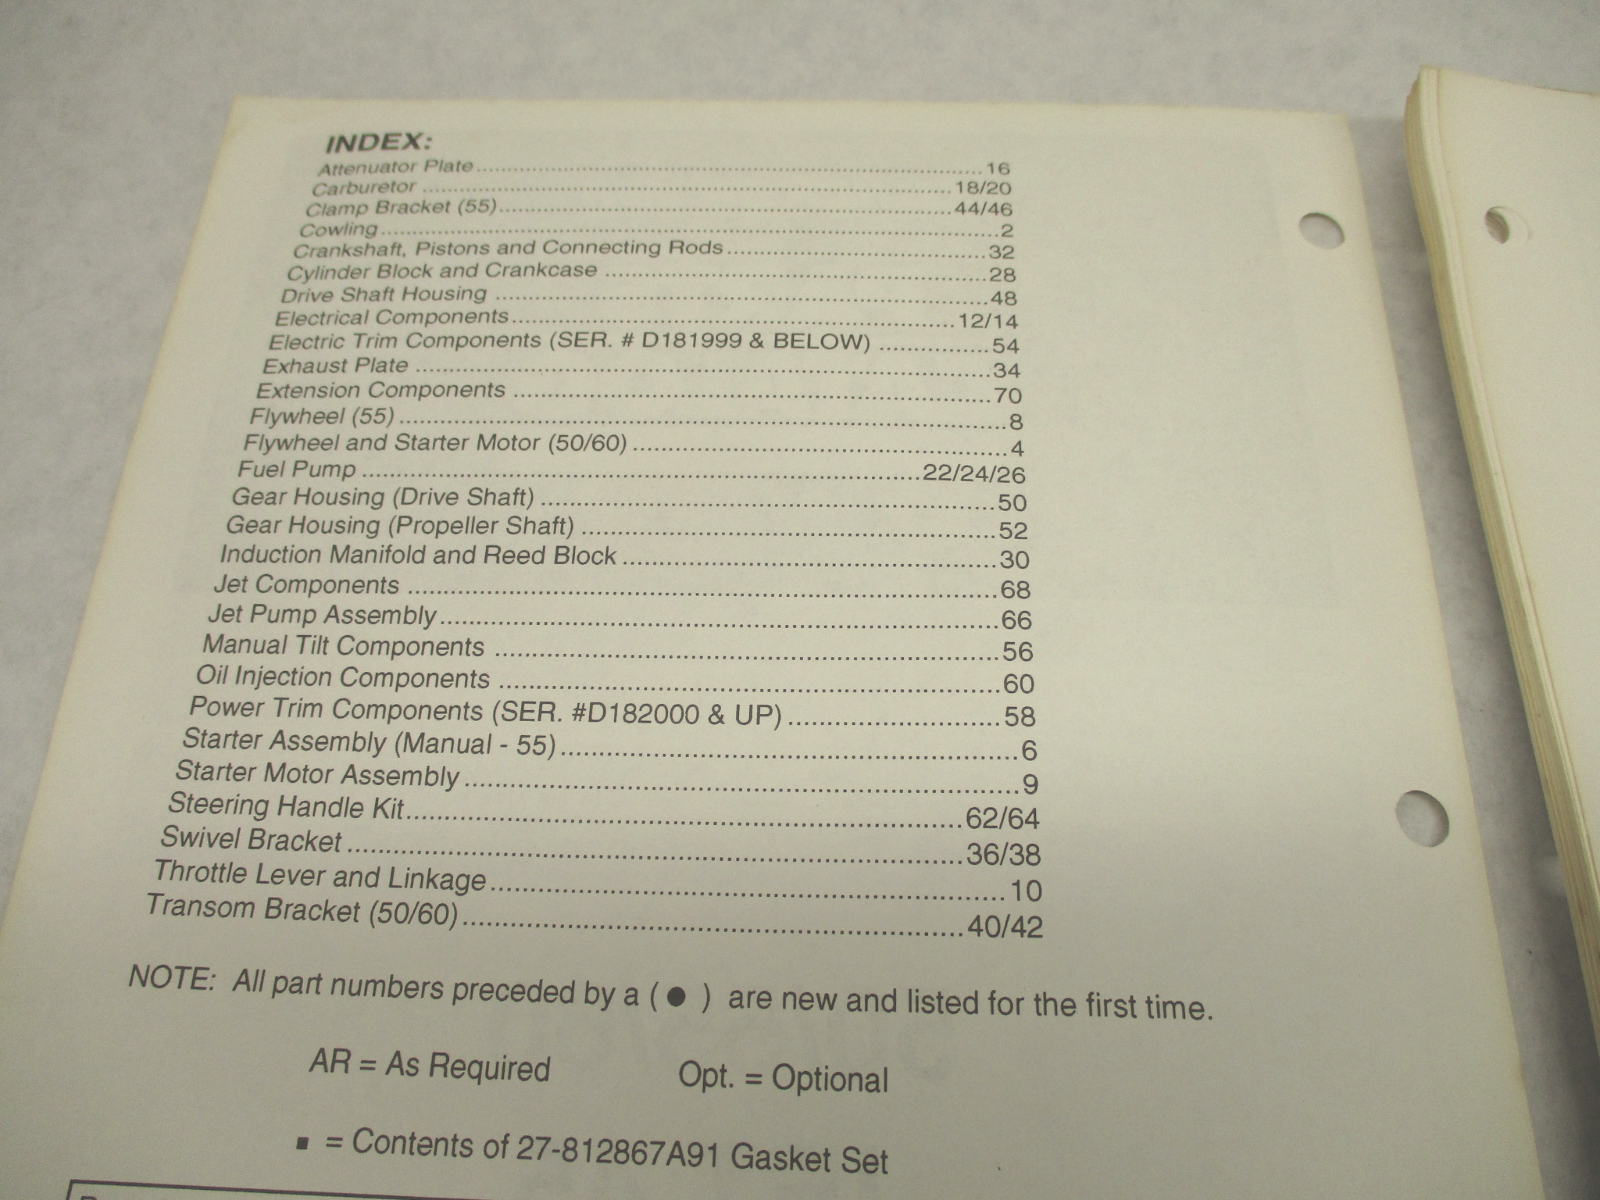 INDEX:
Attenuator Plate 16
Carburetor 18/20
Clamp Bracket (55) 44/46
Cowling 2
Crankshaft, Pistons and Connecting Rods 32
Cylinder Block and Crankcase 28
Drive Shaft Housing 48
Electrical Components 12/14
Electric Trim Components (SER. # D181999 & BELOW) 54
Exhaust Plate 34
Extension Components 70
Flywheel (55) 8
Flywheel and Starter Motor (50/60) 4
Fuel Pump 22/24/26
Gear Housing (Drive Shaft) 50
Gear Housing (Propeller Shaft) 52
Induction Manifold and Reed Block 30
Jet Components 68
Jet Pump Assembly 66
Manual Tilt Components 56
Oil Injection Components 60
Power Trim Components (SER. #D182000 & UP) 58
Starter Assembly (Manual - 55) 6
Starter Motor Assembly 9
Steering Handle Kit 62/64
Swivel Bracket 36/38
Throttle Lever and Linkage 10
Transom Bracket (50/60) 40/42
NOTE: All part numbers preceded by a ( ● ) are new and listed for the first time.
AR = As Required Opt. = Optional
■ = Contents of 27-812867A91 Gasket Set